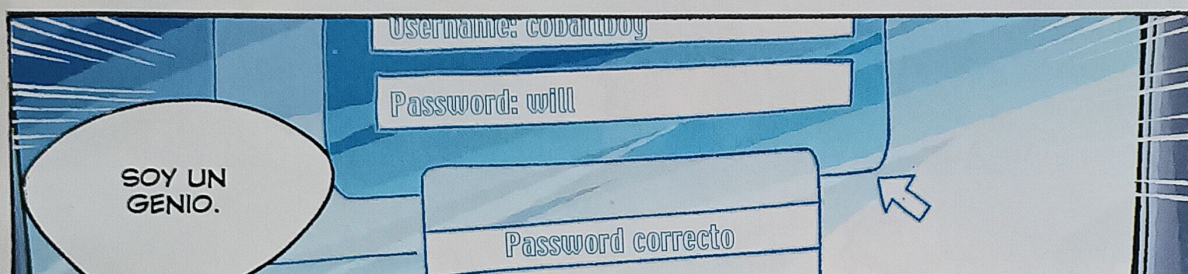 Username: cobaltboy
Password: will
SOY UN
GENIO.
Password correcto